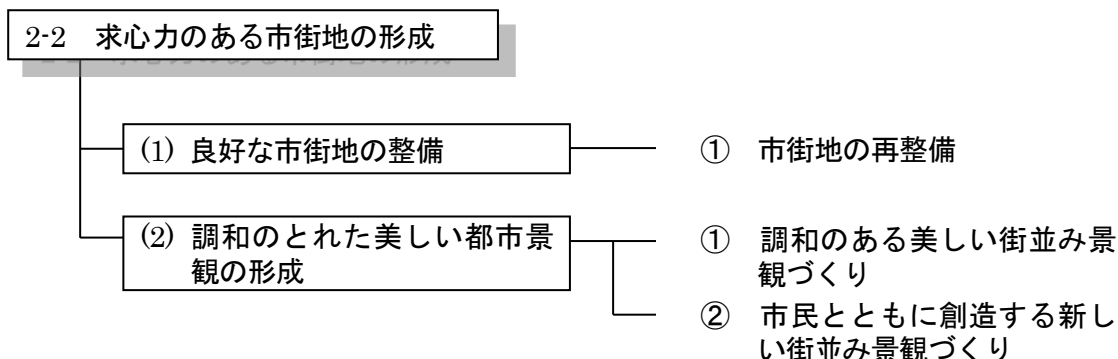 2-2　求心力のある市街地の形成
(1) 良好な市街地の整備
①　市街地の再整備
(2) 調和のとれた美しい都市景
観の形成
①　調和のある美しい街並み景
観づくり
②　市民とともに創造する新し
い街並み景観づくり